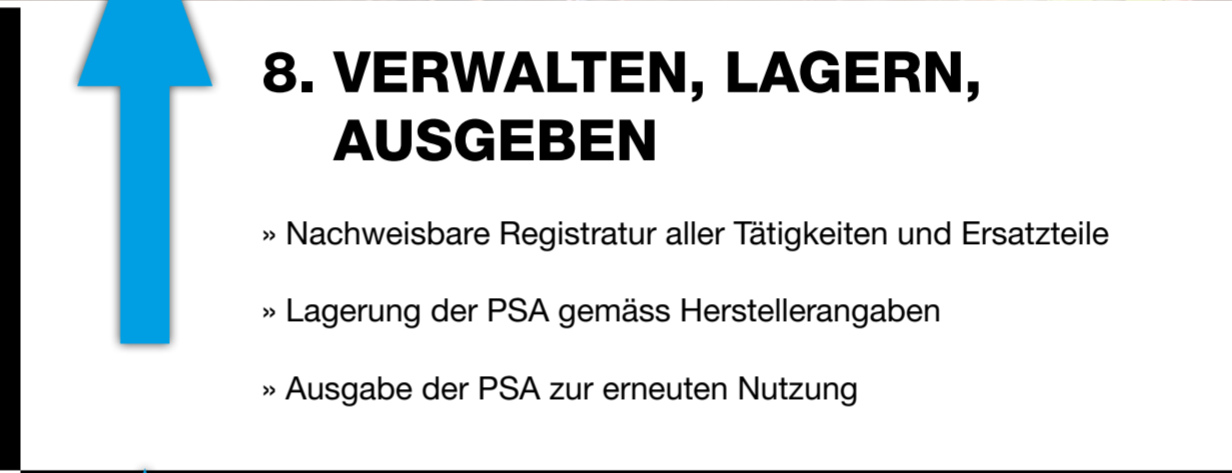 8. VERWALTEN, LAGERN,
AUSGEBEN
» Nachweisbare Registratur aller Tätigkeiten und Ersatzteile
» Lagerung der PSA gemäss Herstellerangaben
» Ausgabe der PSA zur erneuten Nutzung